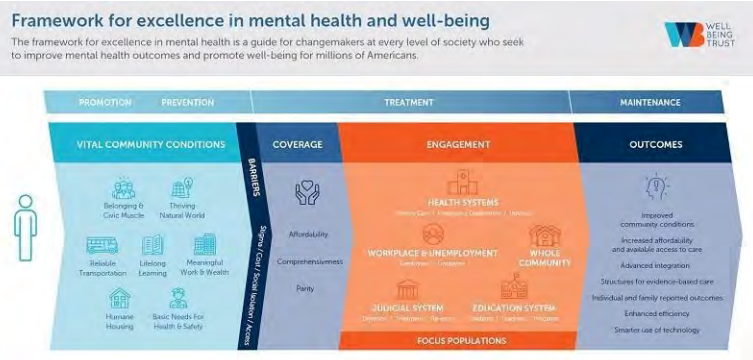 Framework for excellence in mental health and well-being
The framework for excellence in mental health is a guide for changemakers at every level of society who seek
to improve mental health outcomes and promote well-being for millions of Americans.
WELL
BEING
TRUST
PROMOTION PREVENTION TREATMENT MAINTENANCE
VITAL COMMUNITY CONDITIONS
Belonging &
Civic Muscle
Thriving
Natural World
Reliable
Transportation
Lifelong
Learning
Meaningful
Work & Wealth
Humane
Housing
Basic Needs For
Health & Safety
BARRIERS
Stigma / Cost / Social Isolation / Access
COVERAGE
Affordability
Comprehensiveness
Parity
ENGAGEMENT
HEALTH SYSTEMS
WORKPLACE & UNEMPLOYMENT
WHOLE
COMMUNITY
JUDICIAL SYSTEM
EDUCATION SYSTEM
FOCUS POPULATIONS
OUTCOMES
Improved
community conditions
Increased affordability
and available access to care
Advanced integration
Structures for evidence-based care
Individual and family reported outcomes
Enhanced efficiency
Smarter use of technology